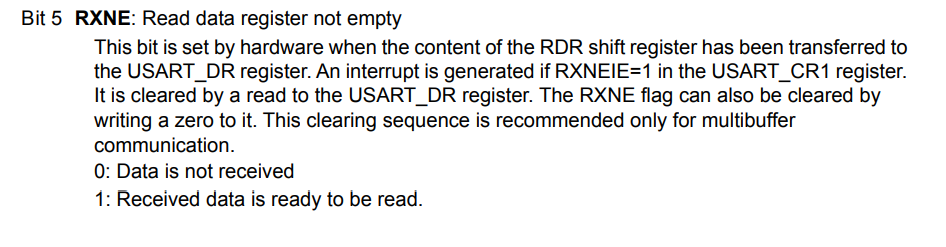 Bit 5 RXNE: Read data register not empty
This bit is set by hardware when the content of the RDR shift register has been transferred to
the USART_DR register. An interrupt is generated if RXNEIE=1 in the USART_CR1 register.
It is cleared by a read to the USART_DR register. The RXNE flag can also be cleared by
writing a zero to it. This clearing sequence is recommended only for multibuffer
communication.
0: Data is not received
1: Received data is ready to be read.